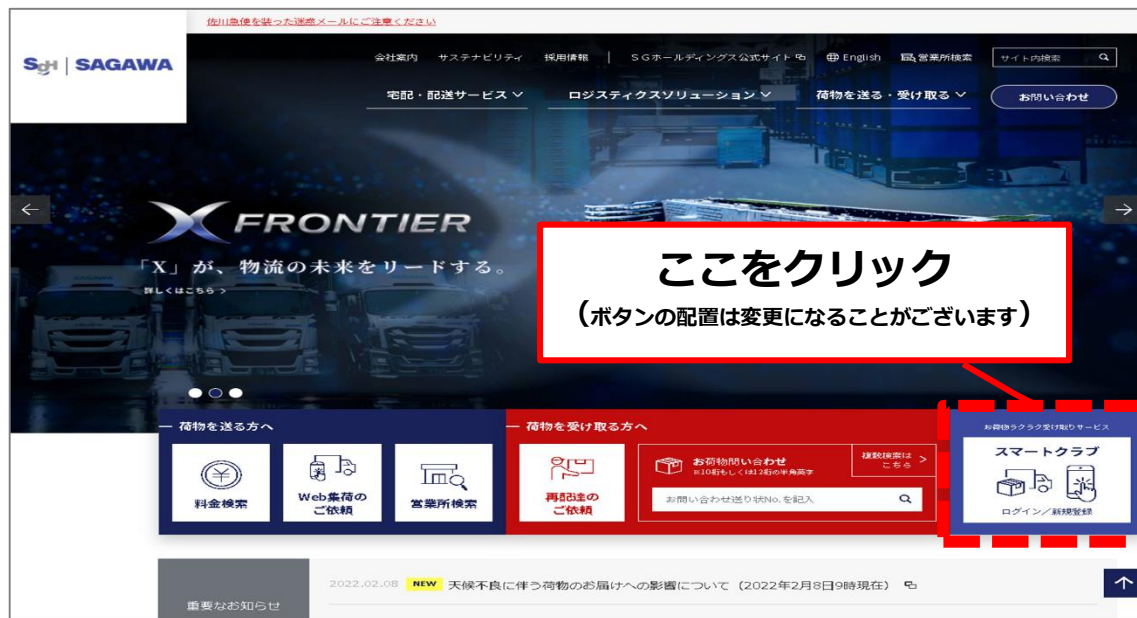 佐川急便を装った迷惑メールにご注意ください
SGH | SAGAWA
会社案内 サステナビリティ 採用情報 | SGホールディングス公式サイト English 営業所検索 サイト内検索
宅配・配送サービス ロジスティクスソリューション 荷物を送る・受け取る お問い合わせ
X FRONTIER
「X」が、物流の未来をリードする。
詳しくはこちら >
ここをクリック
(ボタンの配置は変更になることがございます)
荷物を送る方へ
料金検索
Web集荷の
ご依頼
営業所検索
荷物を受け取る方へ
再配達の
ご依頼
お荷物問い合わせ
※10桁もしくは12桁の半角英字
複数検索は
こちら >
お問い合わせ送り状No.を記入
お荷物ラクラク受け取りサービス
スマートクラブ
ログイン/新規登録
重要なお知らせ
2022.02.08 NEW 天候不良に伴う荷物のお届けへの影響について (2022年2月8日9時現在)